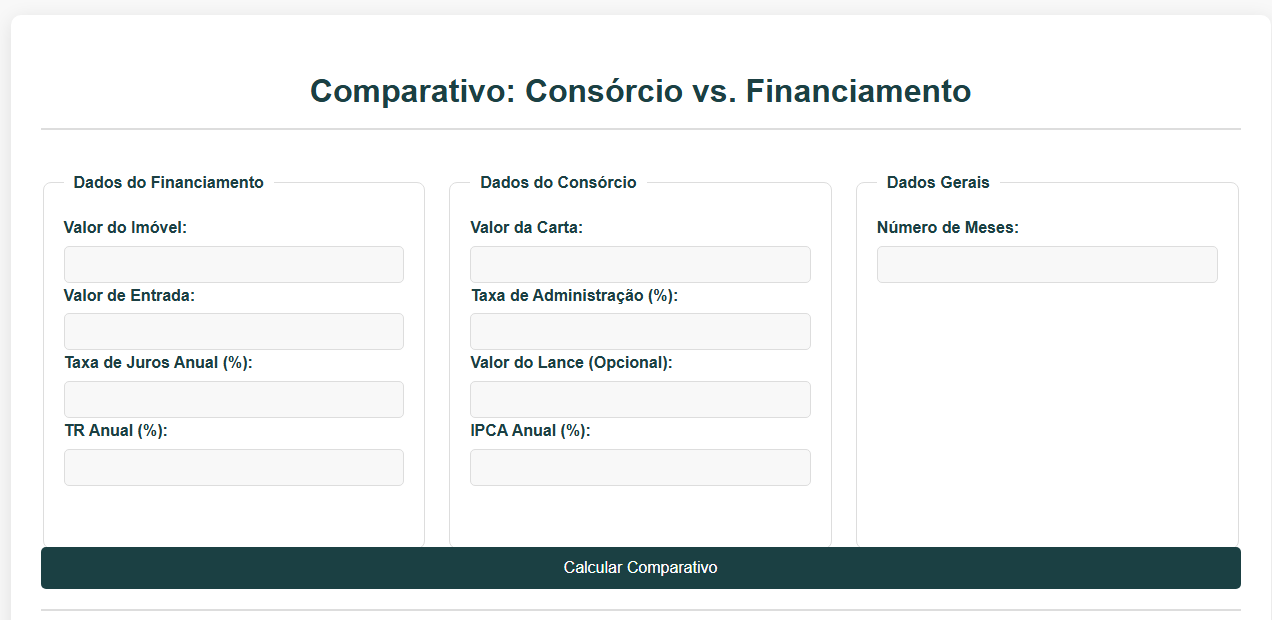 Comparativo: Consórcio vs. Financiamento
Dados do Financiamento
Valor do Imóvel:
Valor de Entrada:
Taxa de Juros Anual (%):
TR Anual (%):
Dados do Consórcio
Valor da Carta:
Taxa de Administração (%):
Valor do Lance (Opcional):
IPCA Anual (%):
Dados Gerais
Número de Meses:
Calcular Comparativo